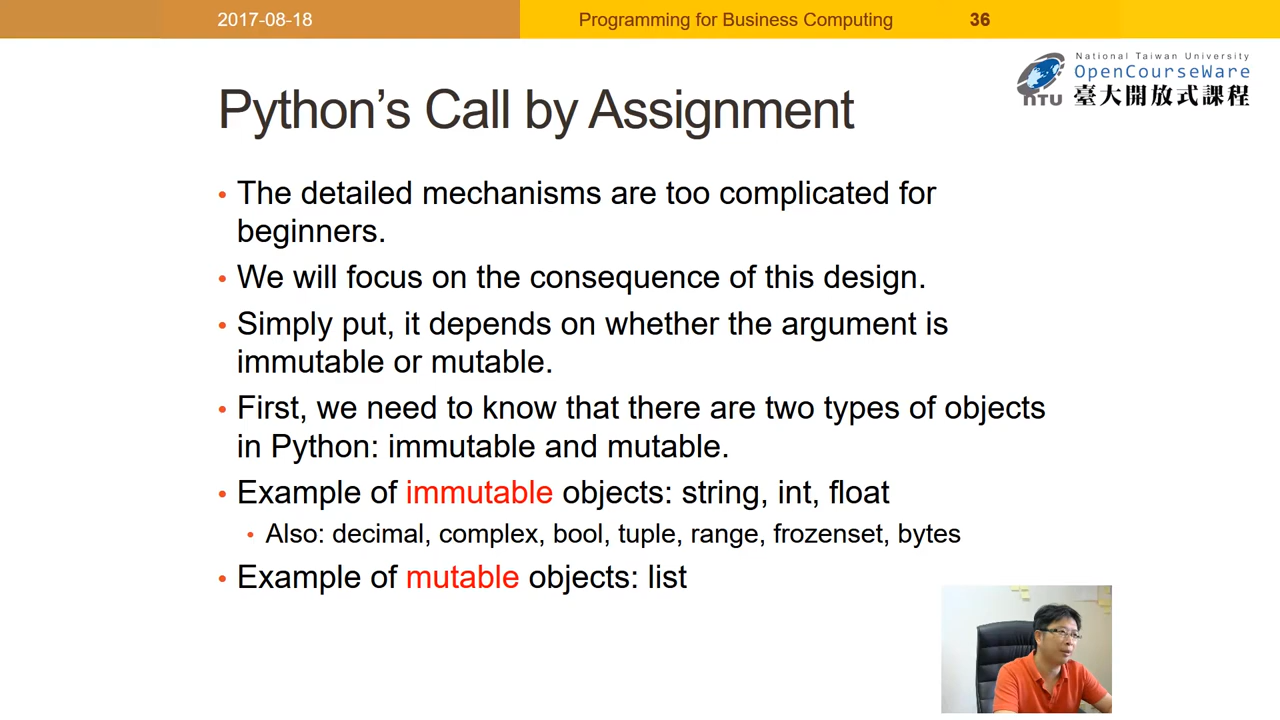 2017-08-18
Programming for Business Computing
36
National Taiwan University
OpenCourseWare
臺大開放式課程
NTU
Python’s Call by Assignment
• The detailed mechanisms are too complicated for
beginners.
• We will focus on the consequence of this design.
• Simply put, it depends on whether the argument is
immutable or mutable.
• First, we need to know that there are two types of objects
in Python: immutable and mutable.
• Example of immutable objects: string, int, float
• Also: decimal, complex, bool, tuple, range, frozenset, bytes
• Example of mutable objects: list